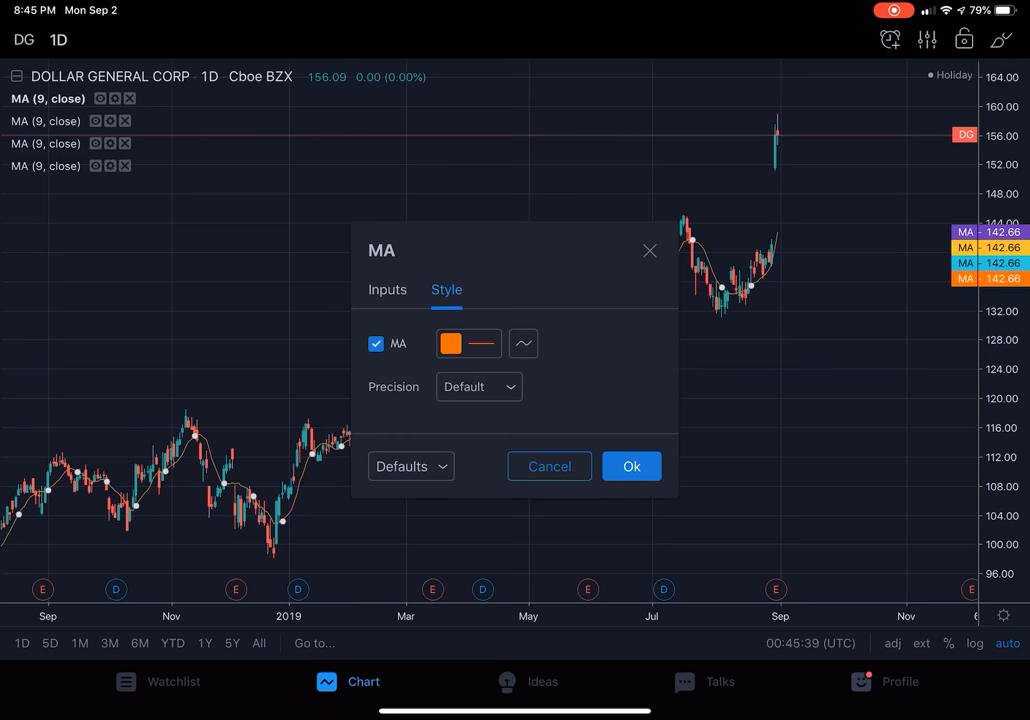 8:45 PM Mon Sep 2 79%
DG 1D
DOLLAR GENERAL CORP 1D Cboe BZX 156.09 0.00 (0.00%)
Holiday
MA (9, close)
MA (9, close)
MA (9, close)
MA (9, close)
164.00
160.00
156.00
DG
152.00
148.00
144.00
MA 142.66
MA 142.66
MA 142.66
MA 142.66
132.00
128.00
124.00
120.00
116.00
112.00
108.00
104.00
100.00
96.00
MA
Inputs Style
MA
Precision Default
Defaults Cancel Ok
E D E D E D E D E E
Sep Nov 2019 Mar May Jul Sep Nov 6
1D 5D 1M 3M 6M YTD 1Y 5Y All Go to... 00:45:39 (UTC) adj ext % log auto
Watchlist Chart Ideas Talks Profile